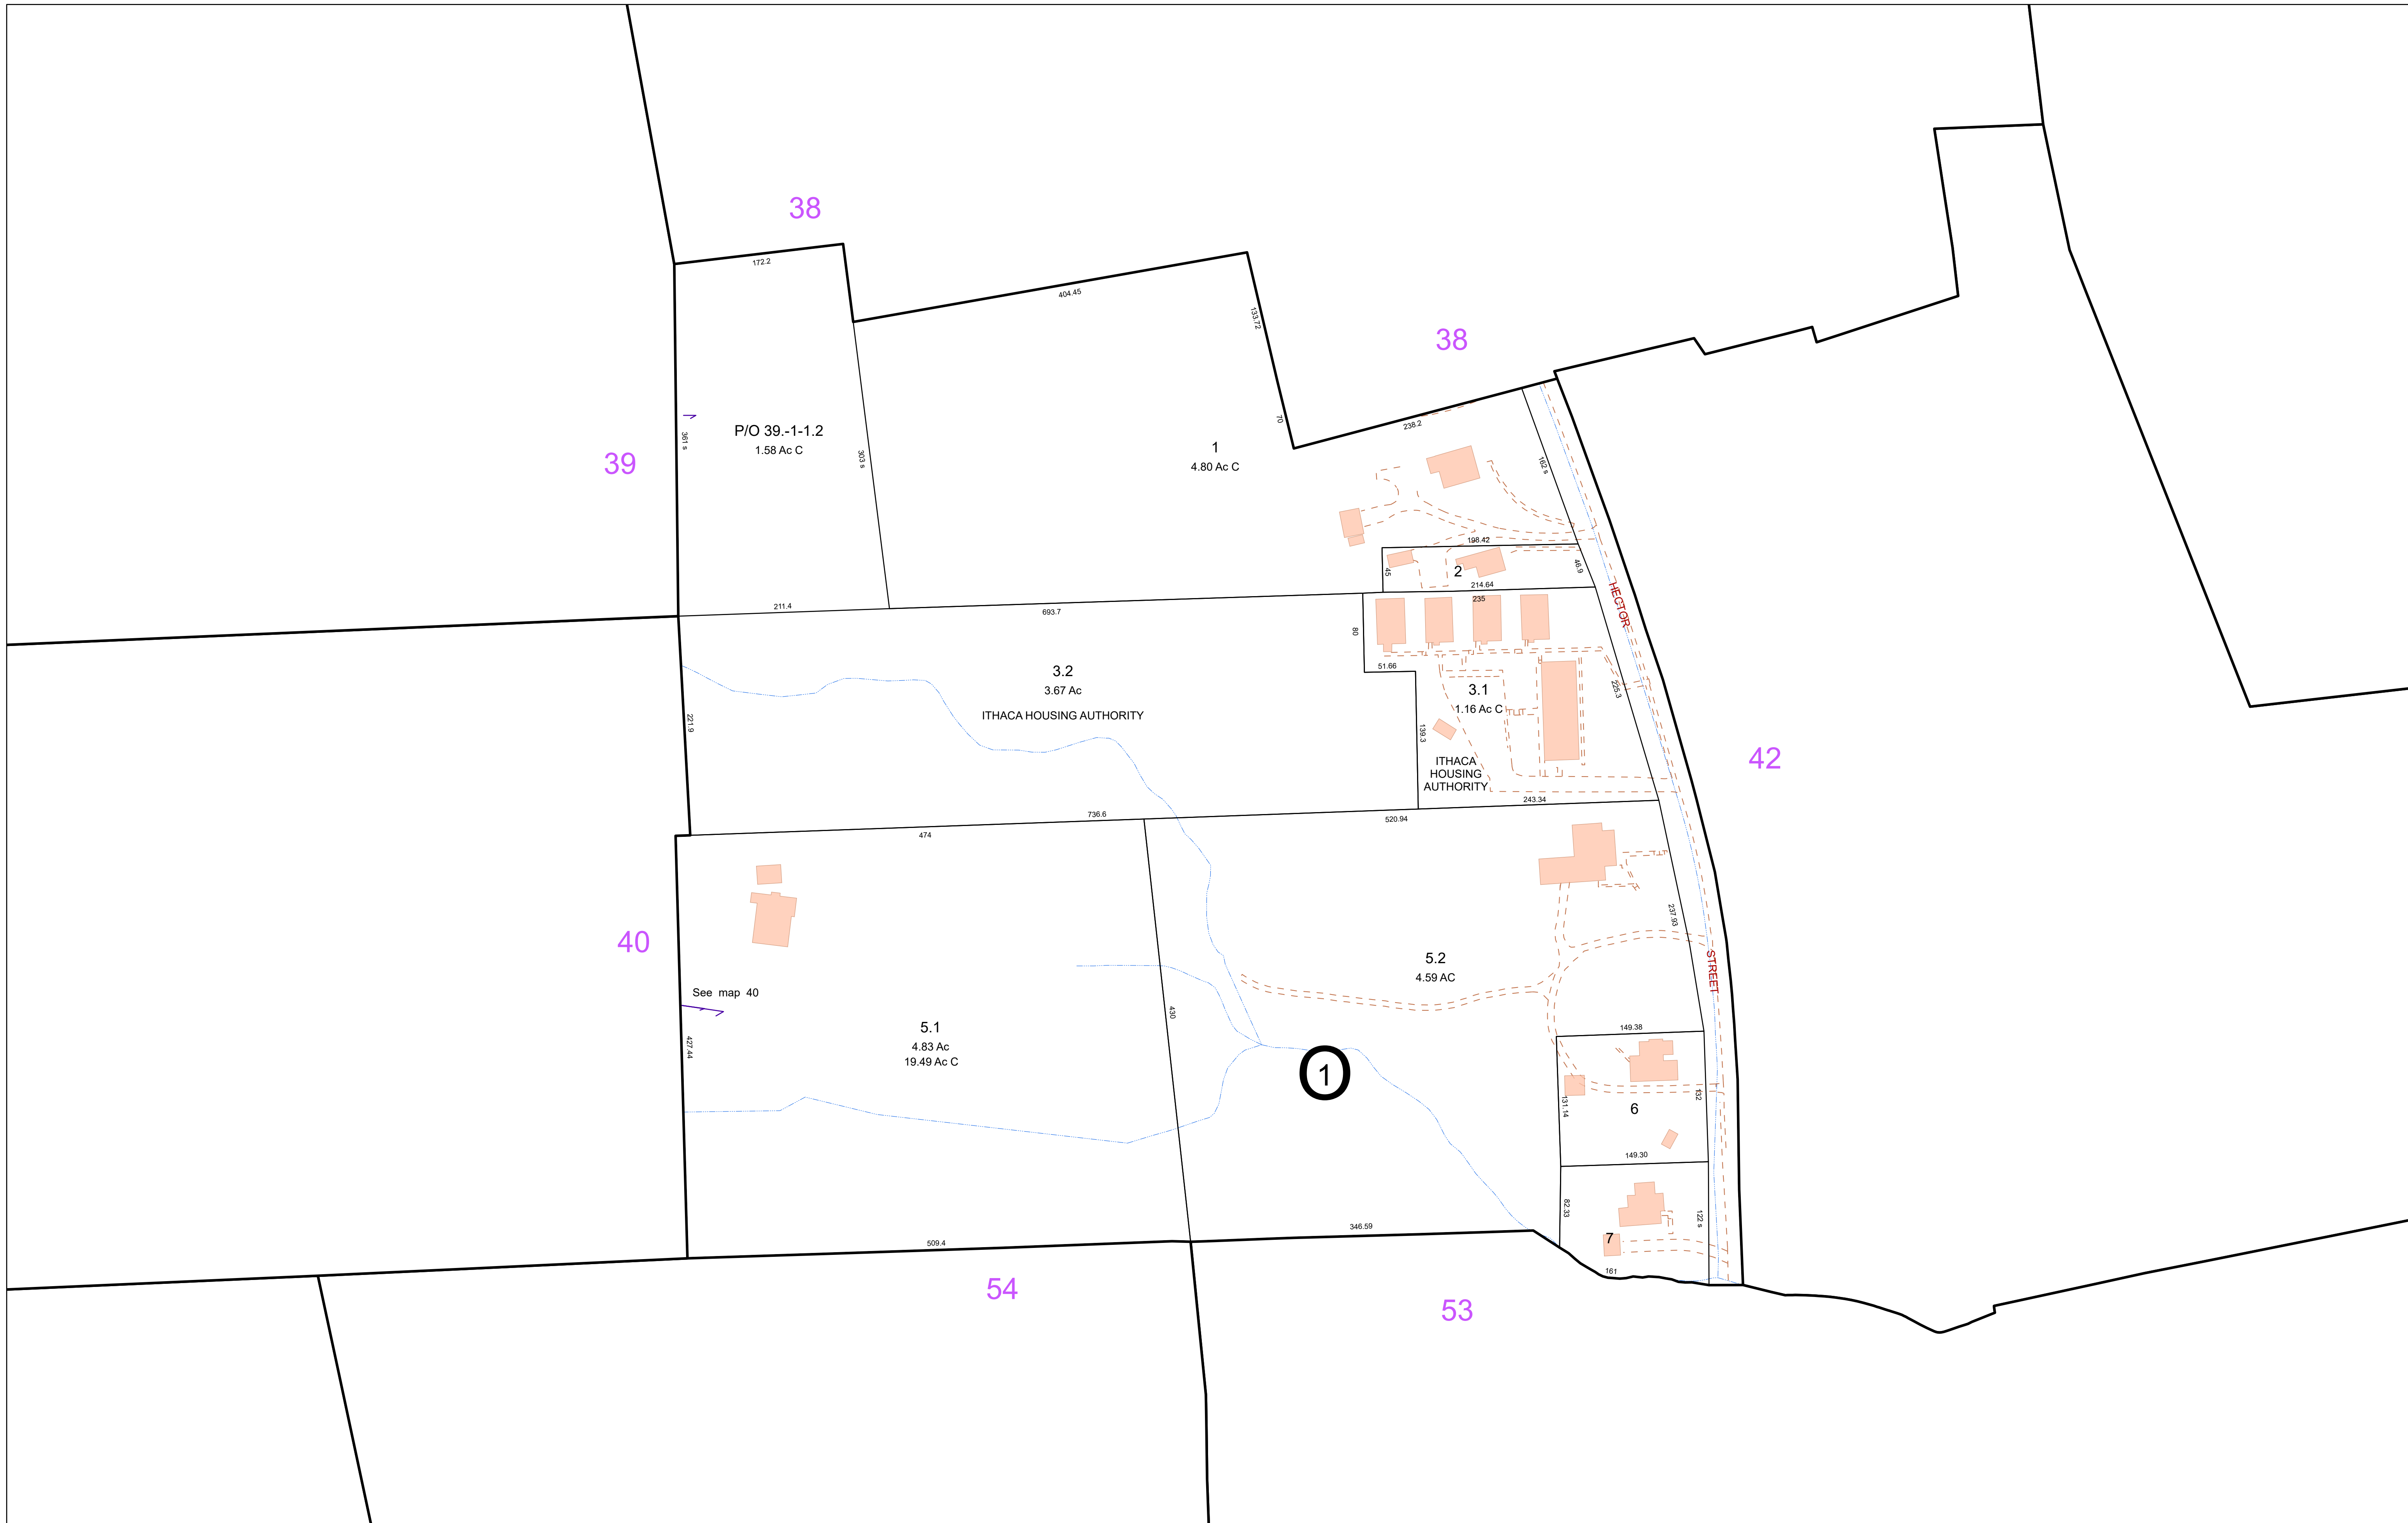 38
172.2
404.45
133.72
38
70
238.2
P/O 39.-1-1.2
1.58 Ac C
361 s
303 s
39
1
4.80 Ac C
162 s
198.42
45
2
46.9
214.64
235
HECTOR
211.4
693.7
80
51.66
3.2
3.67 Ac
ITHACA HOUSING AUTHORITY
221.9
3.1
1.16 Ac C
225.3
139.3
ITHACA
HOUSING
AUTHORITY
42
243.34
736.6
520.94
474
237.93
40
5.2
4.59 AC
STREET
See map 40
430
5.1
4.83 Ac
19.49 Ac C
427.44
149.38
1
131.14
132
6
149.30
82.33
122 s
7
346.59
509.4
161
54
53